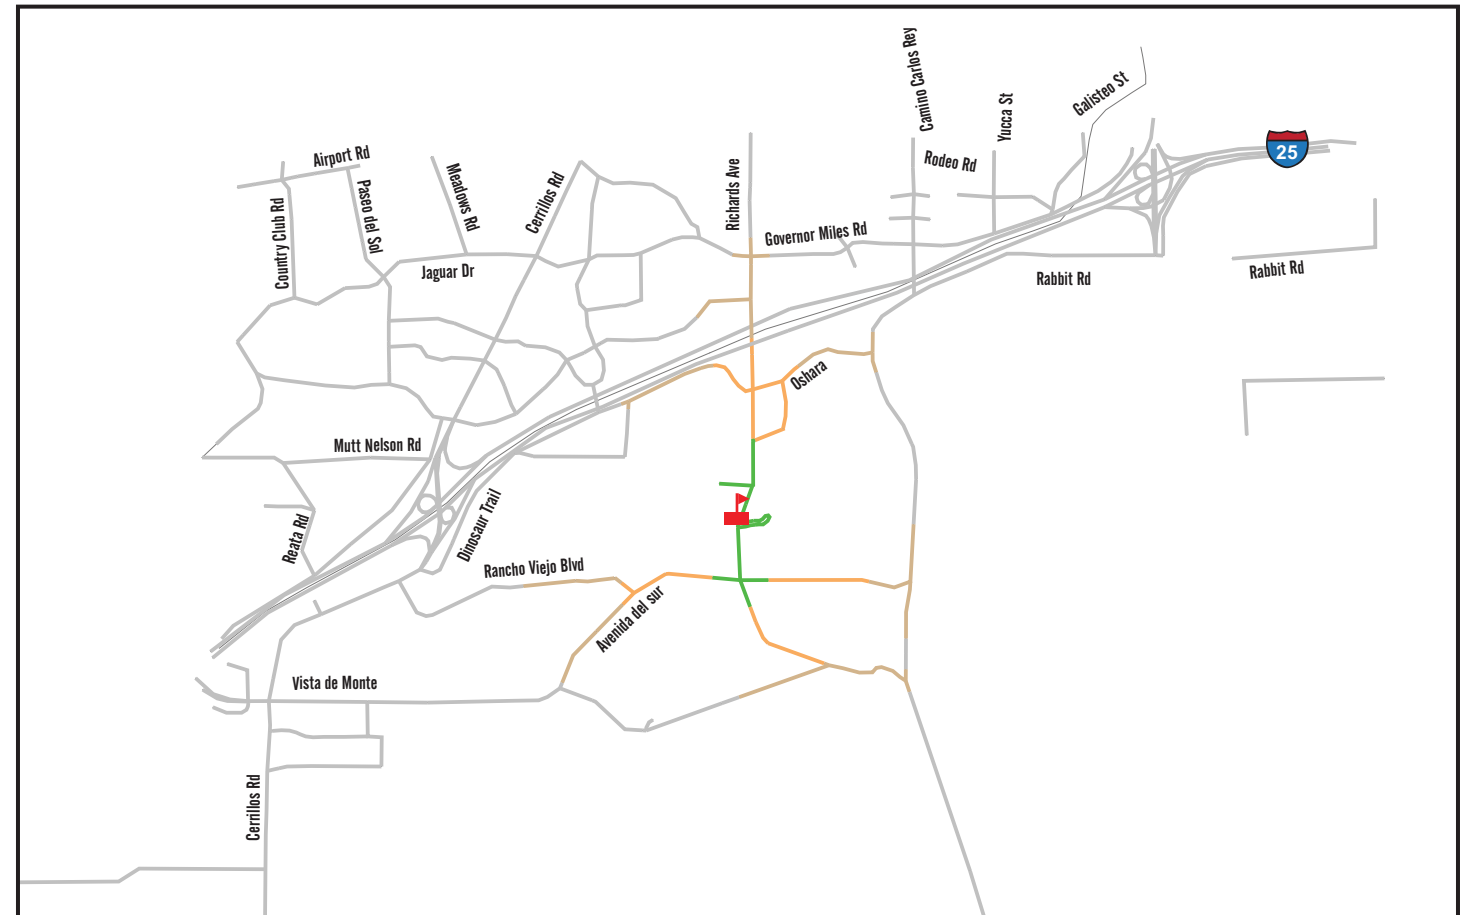 Camino Carlos Rey
Yucca St
Galisteo St
25
Airport Rd
Rodeo Rd
Paseo del Sol
Meadows Rd
Cerrillos Rd
Richards Ave
Country Club Rd
Governor Miles Rd
Jaguar Dr
Rabbit Rd
Rabbit Rd
Oshara
Mutt Nelson Rd
Reata Rd
Dinosaur Trail
Rancho Viejo Blvd
Avenida del sur
Vista de Monte
Cerrillos Rd